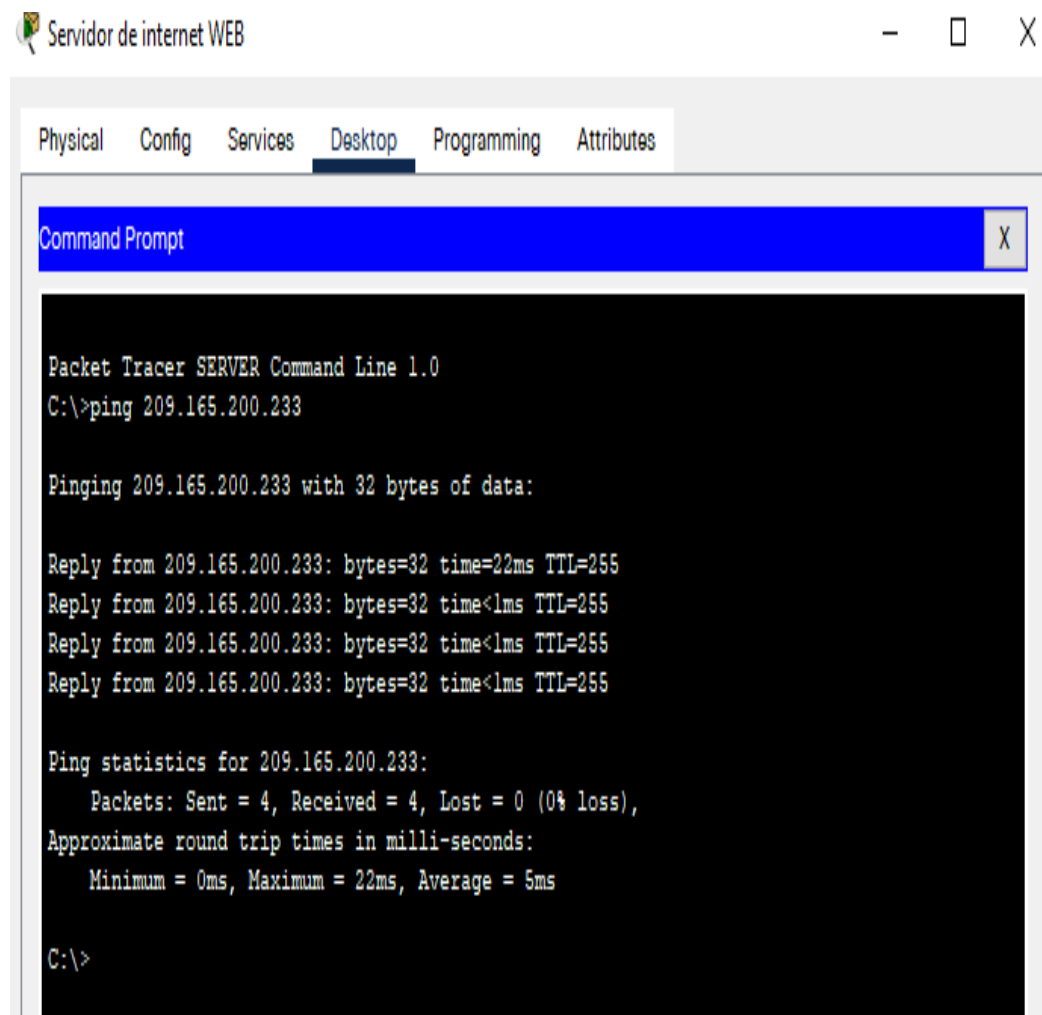 Servidor de internet WEB
Physical Config Services Desktop Programming Attributes
Command Prompt X
Packet Tracer SERVER Command Line 1.0
C:\>ping 209.165.200.233
Pinging 209.165.200.233 with 32 bytes of data:
Reply from 209.165.200.233: bytes=32 time=22ms TTL=255
Reply from 209.165.200.233: bytes=32 time<1ms TTL=255
Reply from 209.165.200.233: bytes=32 time<1ms TTL=255
Reply from 209.165.200.233: bytes=32 time<1ms TTL=255
Ping statistics for 209.165.200.233:
Packets: Sent = 4, Received = 4, Lost = 0 (0% loss),
Approximate round trip times in milli-seconds:
Minimum = 0ms, Maximum = 22ms, Average = 5ms
C:\>